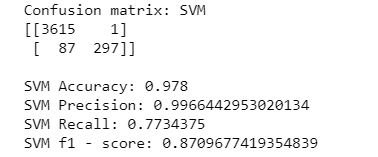 Confusion matrix: SVM
[[3615    1]
 [  87  297]]
SVM Accuracy: 0.978
SVM Precision: 0.9966442953020134
SVM Recall: 0.7734375
SVM f1 - score: 0.8709677419354839